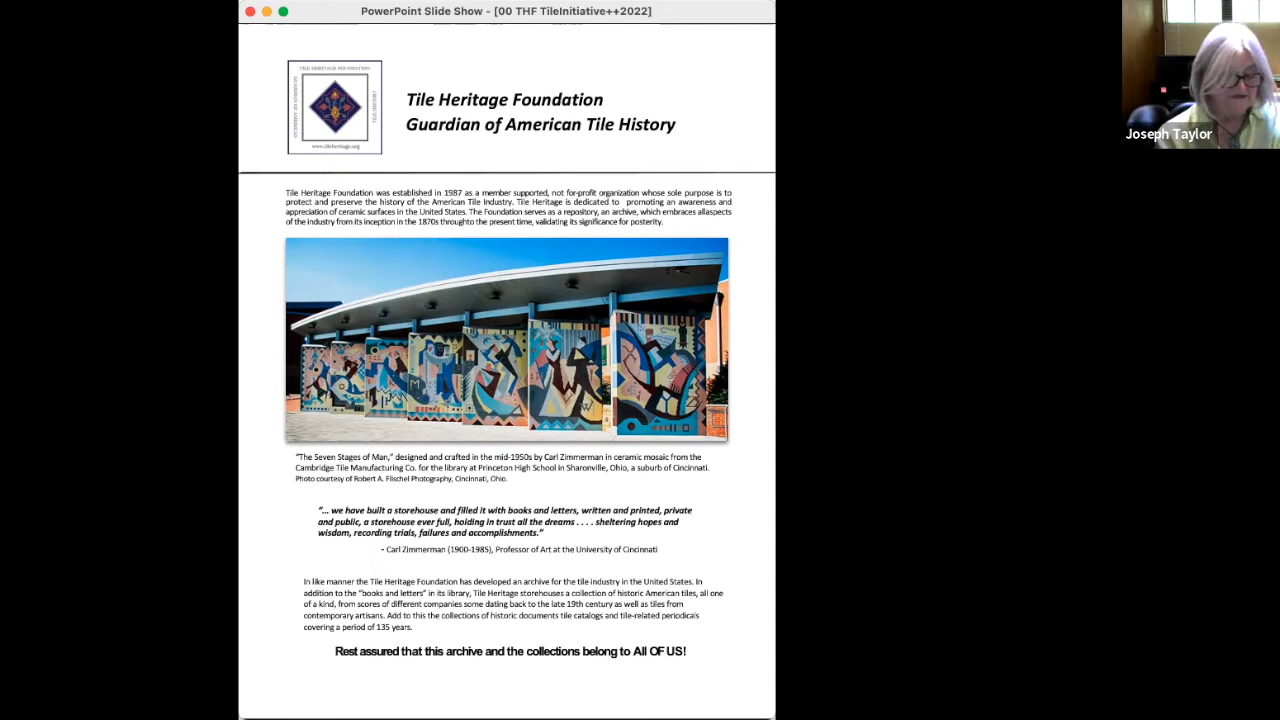 PowerPoint Slide Show - [00 THF TileInitiative++2022]
TILE HERITAGE FOUNDATION
www.tileheritage.org
Tile Heritage Foundation
Guardian of American Tile History
Joseph Taylor
Tile Heritage Foundation was established in 1987 as a member supported, not for-profit organization whose sole purpose is to
protect and preserve the history of the American Tile Industry. Tile Heritage is dedicated to promoting an awareness and
appreciation of ceramic surfaces in the United States. The Foundation serves as a repository, an archive, which embraces allaspects
of the industry from its inception in the 1870s throughto the present time, validating its significance for posterity.
"The Seven Stages of Man," designed and crafted in the mid-1950s by Carl Zimmerman in ceramic mosaic from the
Cambridge Tile Manufacturing Co. for the library at Princeton High School in Sharonville, Ohio, a suburb of Cincinnati.
Photo courtesy of Robert A. Flischel Photography, Cincinnati, Ohio.
"... we have built a storehouse and filled it with books and letters, written and printed, private
and public, a storehouse ever full, holding in trust all the dreams . . . . sheltering hopes and
wisdom, recording trials, failures and accomplishments."
- Carl Zimmerman (1900-1985), Professor of Art at the University of Cincinnati
In like manner the Tile Heritage Foundation has developed an archive for the tile industry in the United States. In
addition to the "books and letters" in its library, Tile Heritage storehouses a collection of historic American tiles, all one
of a kind, from scores of different companies some dating back to the late 19th century as well as tiles from
contemporary artisans. Add to this the collections of historic documents tile catalogs and tile-related periodicals
covering a period of 135 years.
Rest assured that this archive and the collections belong to All OF US!